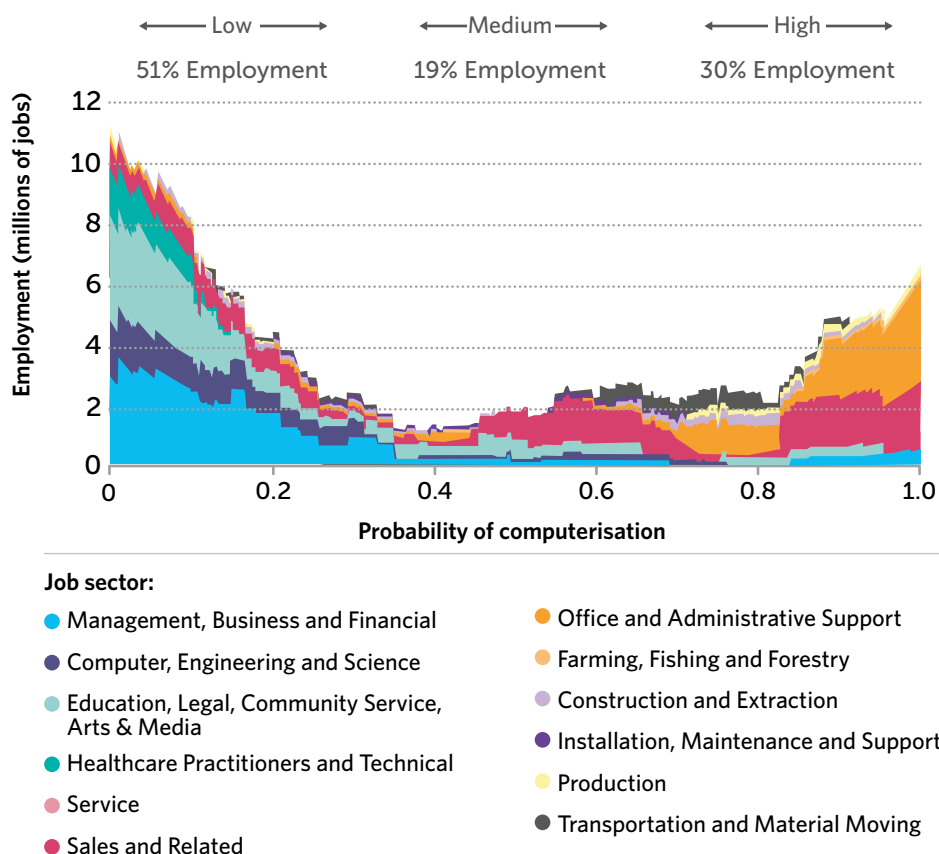 Low
Medium
High
51% Employment
19% Employment
30% Employment
Employment (millions of jobs)
12
10
8
6
4
2
0
0
0.2
0.4
0.6
0.8
1.0
Probability of computerisation
Job sector:
Management, Business and Financial
Computer, Engineering and Science
Education, Legal, Community Service,
Arts & Media
Healthcare Practitioners and Technical
Service
Sales and Related
Office and Administrative Support
Farming, Fishing and Forestry
Construction and Extraction
Installation, Maintenance and Support
Production
Transportation and Material Moving